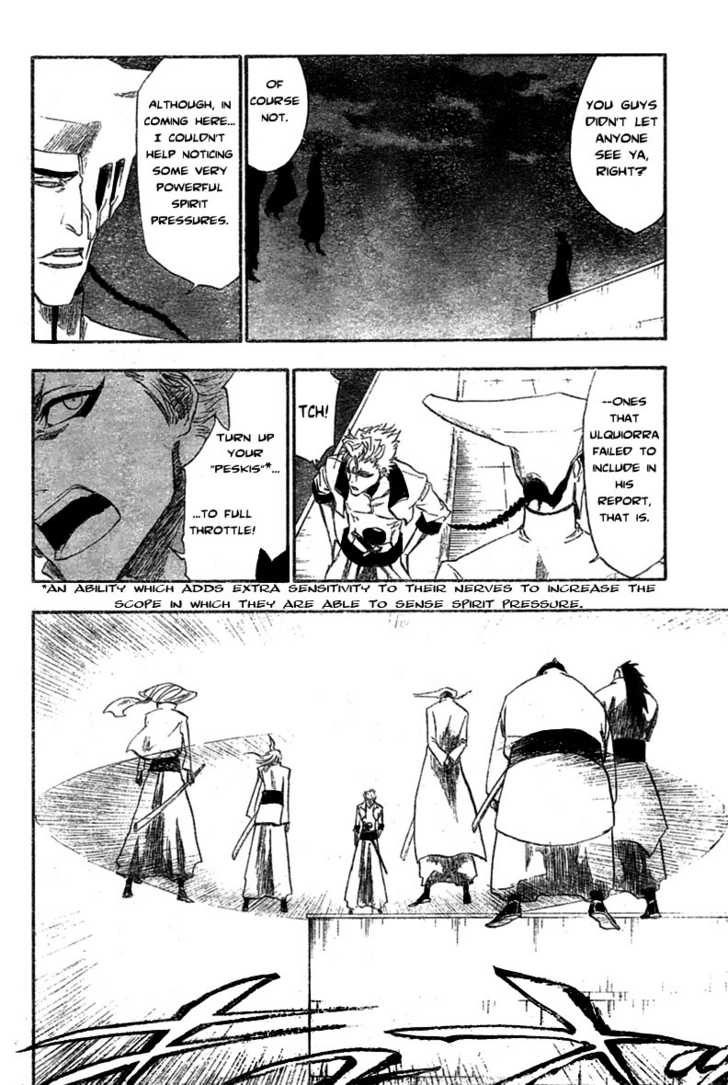 YOU GUYS
DIDN'T LET
ANYONE
SEE YA,
RIGHT?
OF
COURSE
NOT.
ALTHOUGH, IN
COMING HERE...
I COULDN'T
HELP NOTICING
SOME VERY
POWERFUL
SPIRIT
PRESSURES.
--ONES
THAT
ULQUIORRA
FAILED TO
INCLUDE IN
HIS
REPORT,
THAT IS.
TCH!
TURN UP
YOUR
"PESKIS"*...
...TO FULL
THROTTLE!
*AN ABILITY WHICH ADDS EXTRA SENSITIVITY TO THEIR NERVES TO INCREASE THE
SCOPE IN WHICH THEY ARE ABLE TO SENSE SPIRIT PRESSURE.